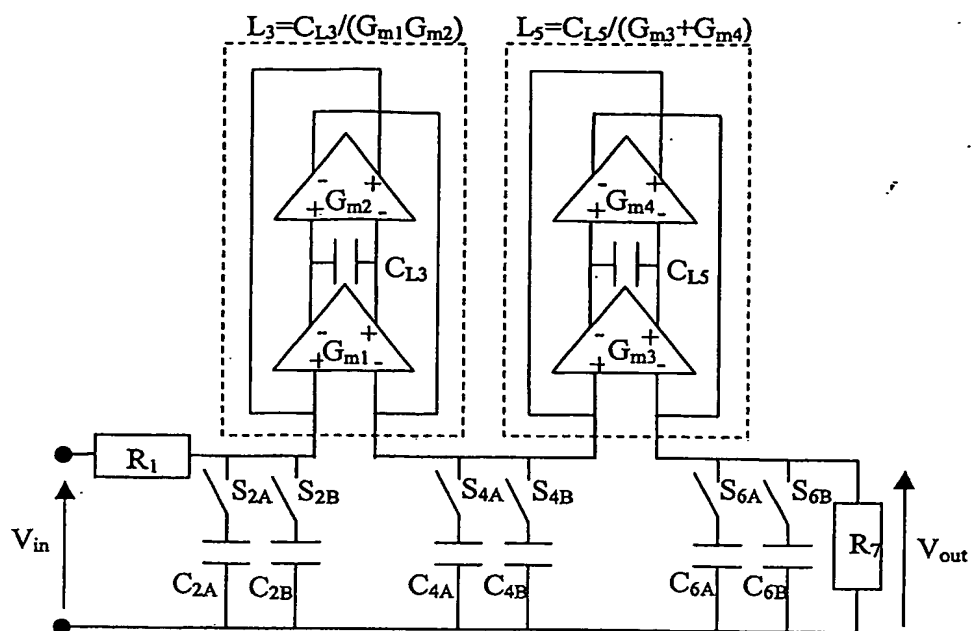 L3=CL3/(Gm1Gm2)
L5=CL5/(Gm3+Gm4)
- +
Gm2
+ -
- +
Gm4
+ -
CL3
CL5
- +
Gm1
+ -
- +
Gm3
+ -
R1
S2A
S2B
S4A
S4B
S6A
S6B
Vin
R7
Vout
C2A
C2B
C4A
C4B
C6A
C6B